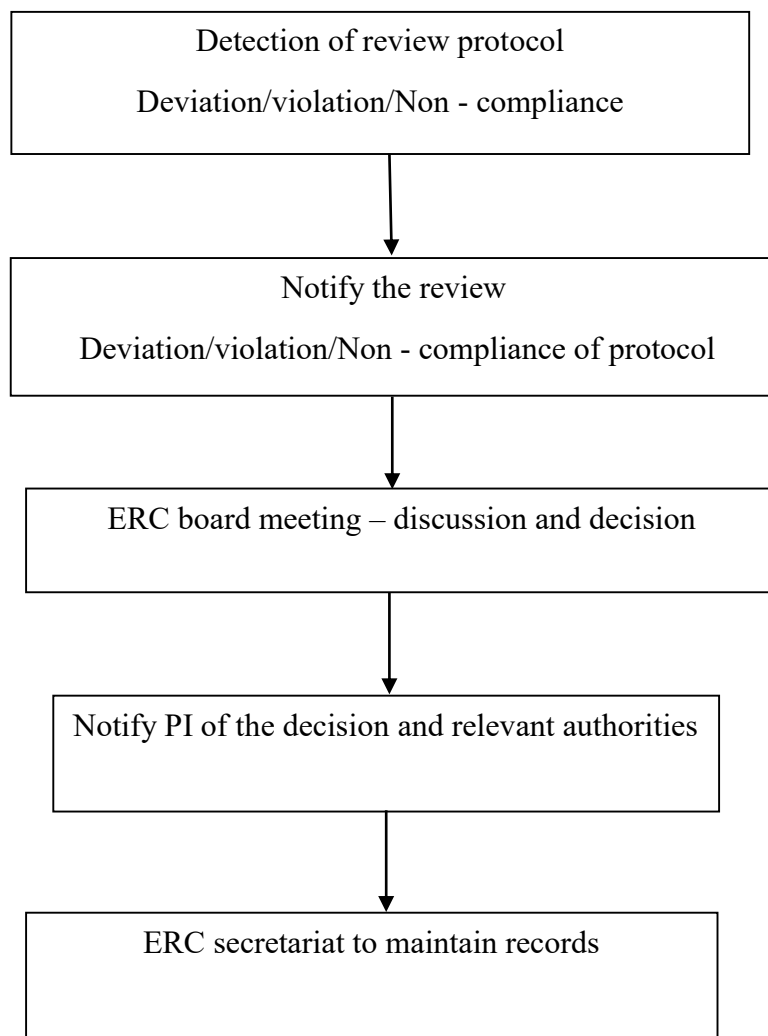 Detection of review protocol
Deviation/violation/Non - compliance
Notify the review
Deviation/violation/Non - compliance of protocol
ERC board meeting – discussion and decision
Notify PI of the decision and relevant authorities
ERC secretariat to maintain records